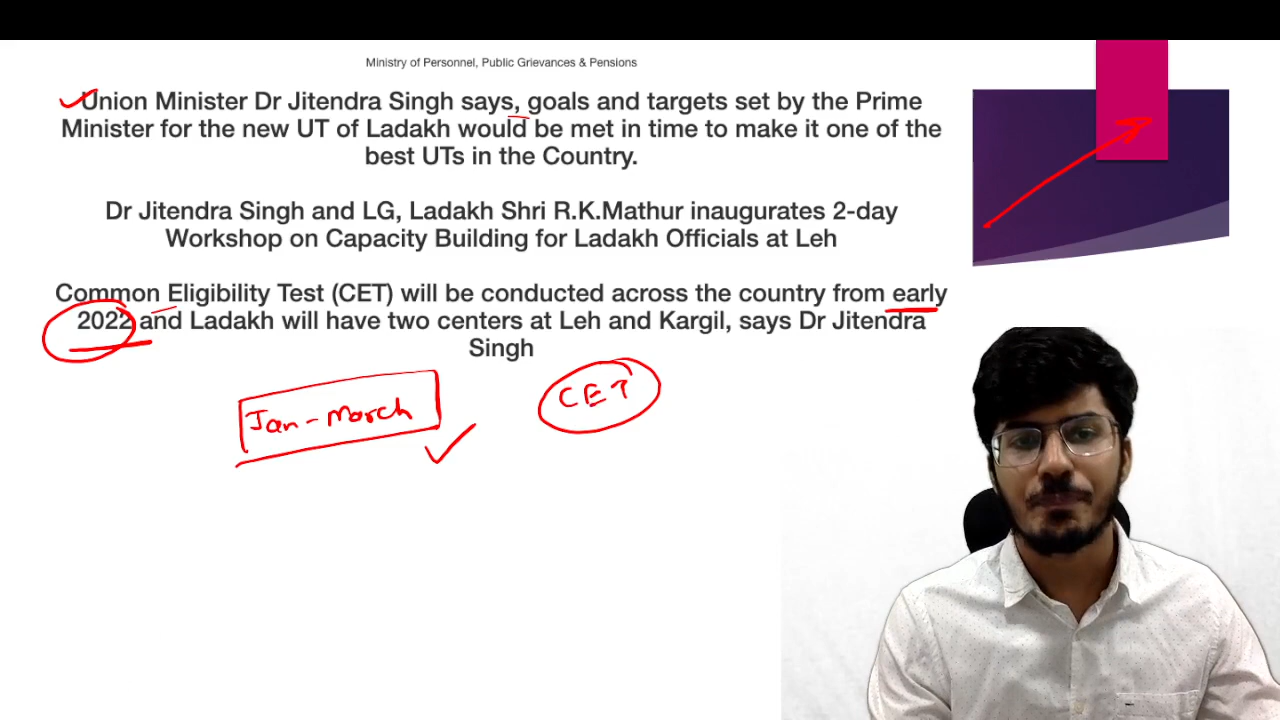 Ministry of Personnel, Public Grievances & Pensions
Union Minister Dr Jitendra Singh says, goals and targets set by the Prime
Minister for the new UT of Ladakh would be met in time to make it one of the
best UTs in the Country.
Dr Jitendra Singh and LG, Ladakh Shri R.K.Mathur inaugurates 2-day
Workshop on Capacity Building for Ladakh Officials at Leh
Common Eligibility Test (CET) will be conducted across the country from early
2022 and Ladakh will have two centers at Leh and Kargil, says Dr Jitendra
Singh
Jan - March
CET